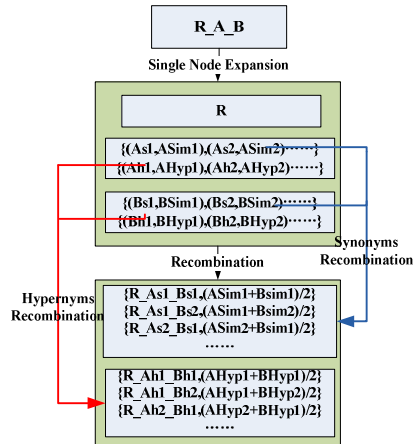 R_A_B
Single Node Expansion
R
{(As1,ASim1),(As2,ASim2)······}
{(Ah1,AHyp1),(Ah2,AHyp2)······}
{(Bs1,BSim1),(Bs2,BSim2)······}
{(Bh1,BHyp1),(Bh2,BHyp2)······}
Synonyms
Recombination
Recombination
Hypernyms
Recombination
{R_As1_Bs1,(ASim1+Bsim1)/2}
{R_As1_Bs2,(ASim1+Bsim2)/2}
{R_As2_Bs1,(ASim2+Bsim1)/2}
······
{R_Ah1_Bh1,(AHyp1+BHyp1)/2}
{R_Ah1_Bh2,(AHyp1+BHyp2)/2}
{R_Ah2_Bh1,(AHyp2+BHyp1)/2}
······